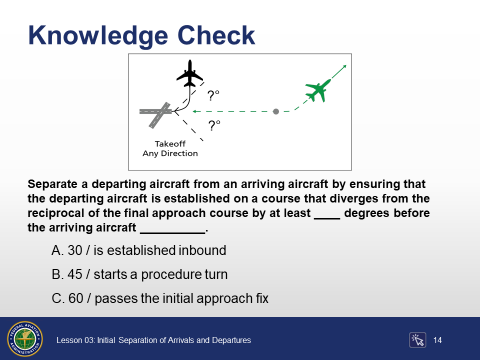 Knowledge Check
?°
?°
Takeoff
Any Direction
Separate a departing aircraft from an arriving aircraft by ensuring that
the departing aircraft is established on a course that diverges from the
reciprocal of the final approach course by at least ____ degrees before
the arriving aircraft __________.
A. 30 / is established inbound
B. 45 / starts a procedure turn
C. 60 / passes the initial approach fix
Lesson 03: Initial Separation of Arrivals and Departures
14